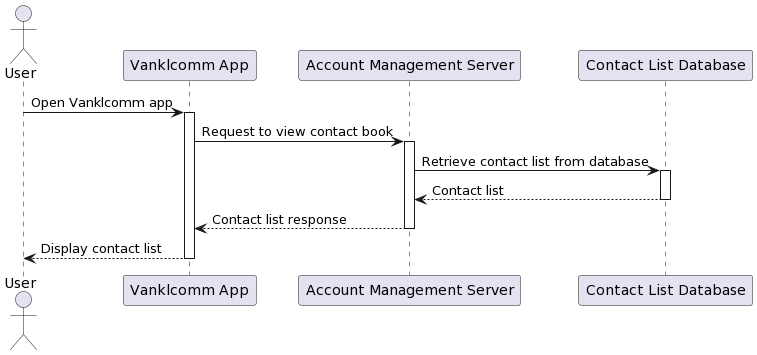 User
Vanklcomm App
Account Management Server
Contact List Database
Open Vanklcomm app
Request to view contact book
Retrieve contact list from database
Contact list
Contact list response
Display contact list
User
Vanklcomm App
Account Management Server
Contact List Database